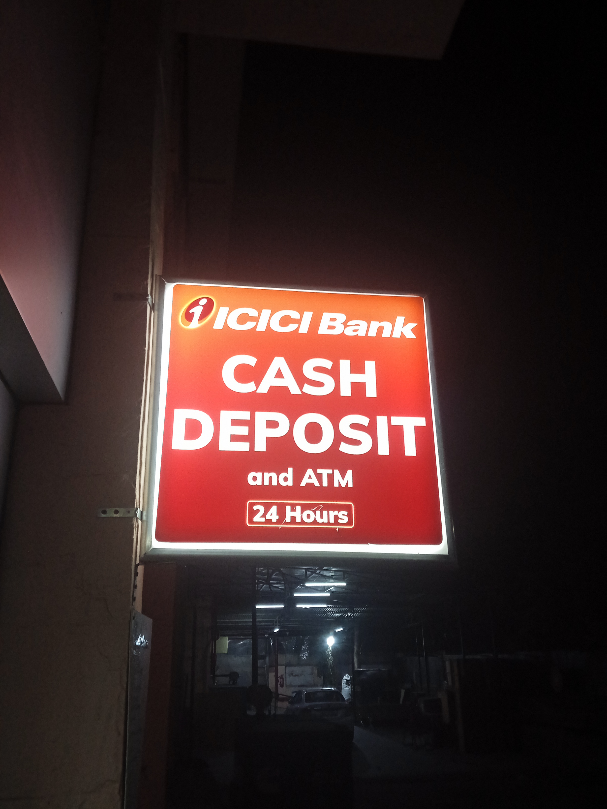 i ICICI Bank
CASH
DEPOSIT
and ATM
24 Hours